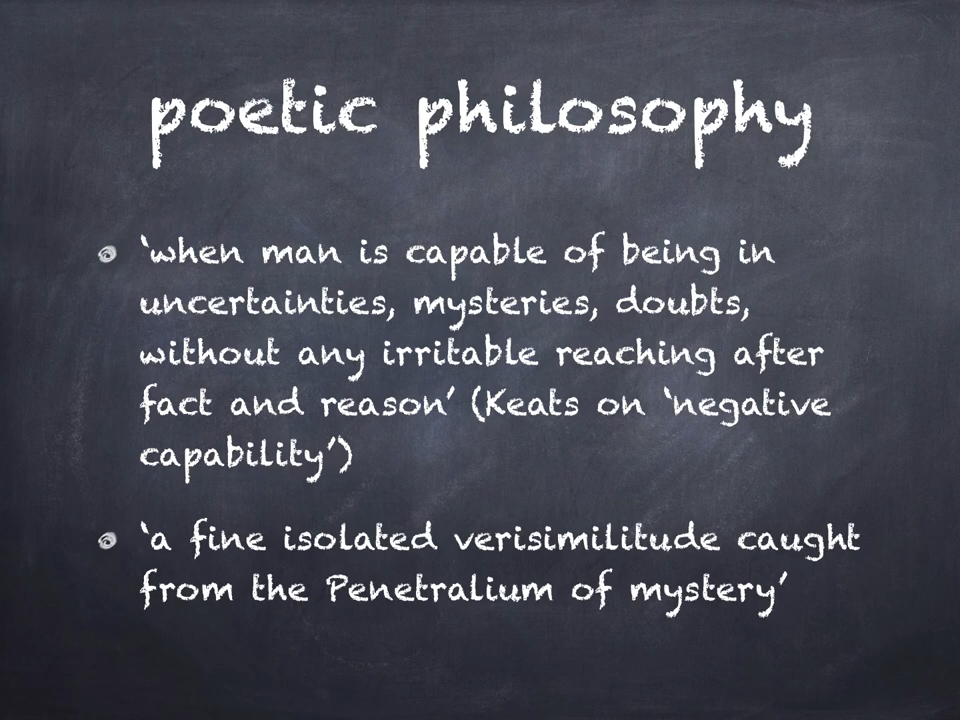 poetic philosophy
‘when man is capable of being in
uncertainties, mysteries, doubts,
without any irritable reaching after
fact and reason’ (Keats on ‘negative
capability’)
‘a fine isolated verisimilitude caught
from the Penetralium of mystery’